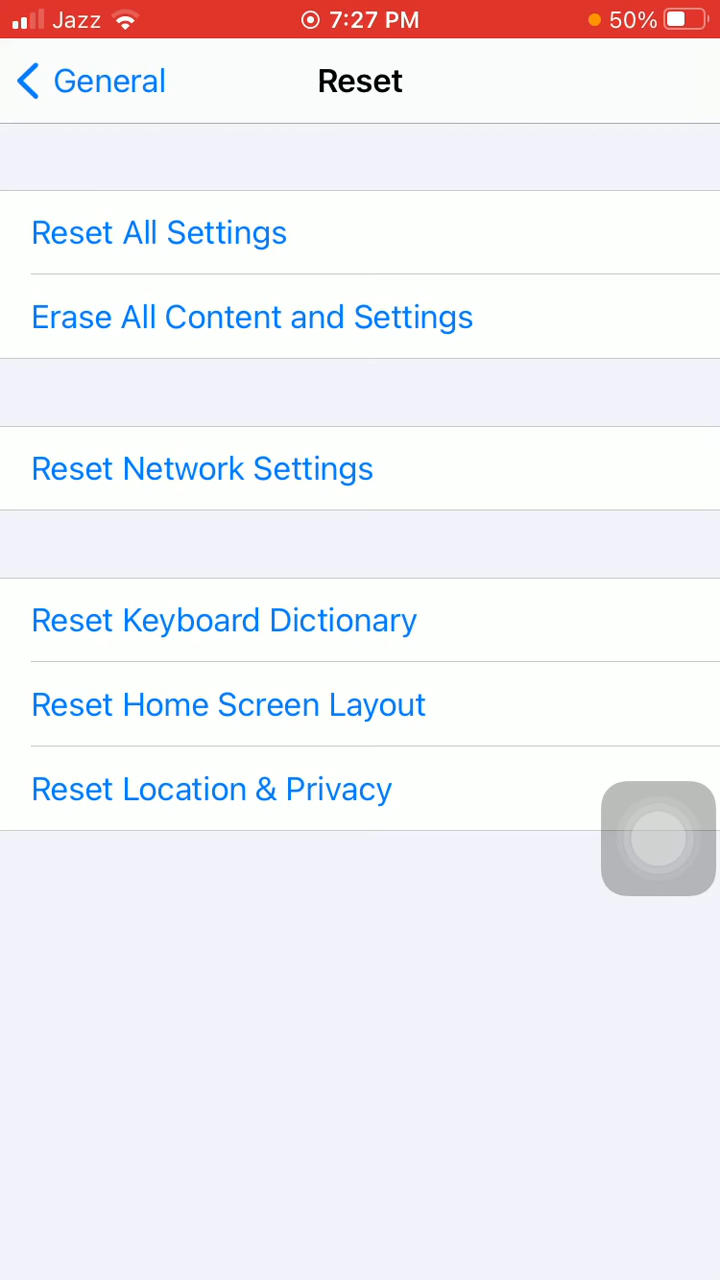 Jazz 7:27 PM 50%
General Reset
Reset All Settings
Erase All Content and Settings
Reset Network Settings
Reset Keyboard Dictionary
Reset Home Screen Layout
Reset Location & Privacy